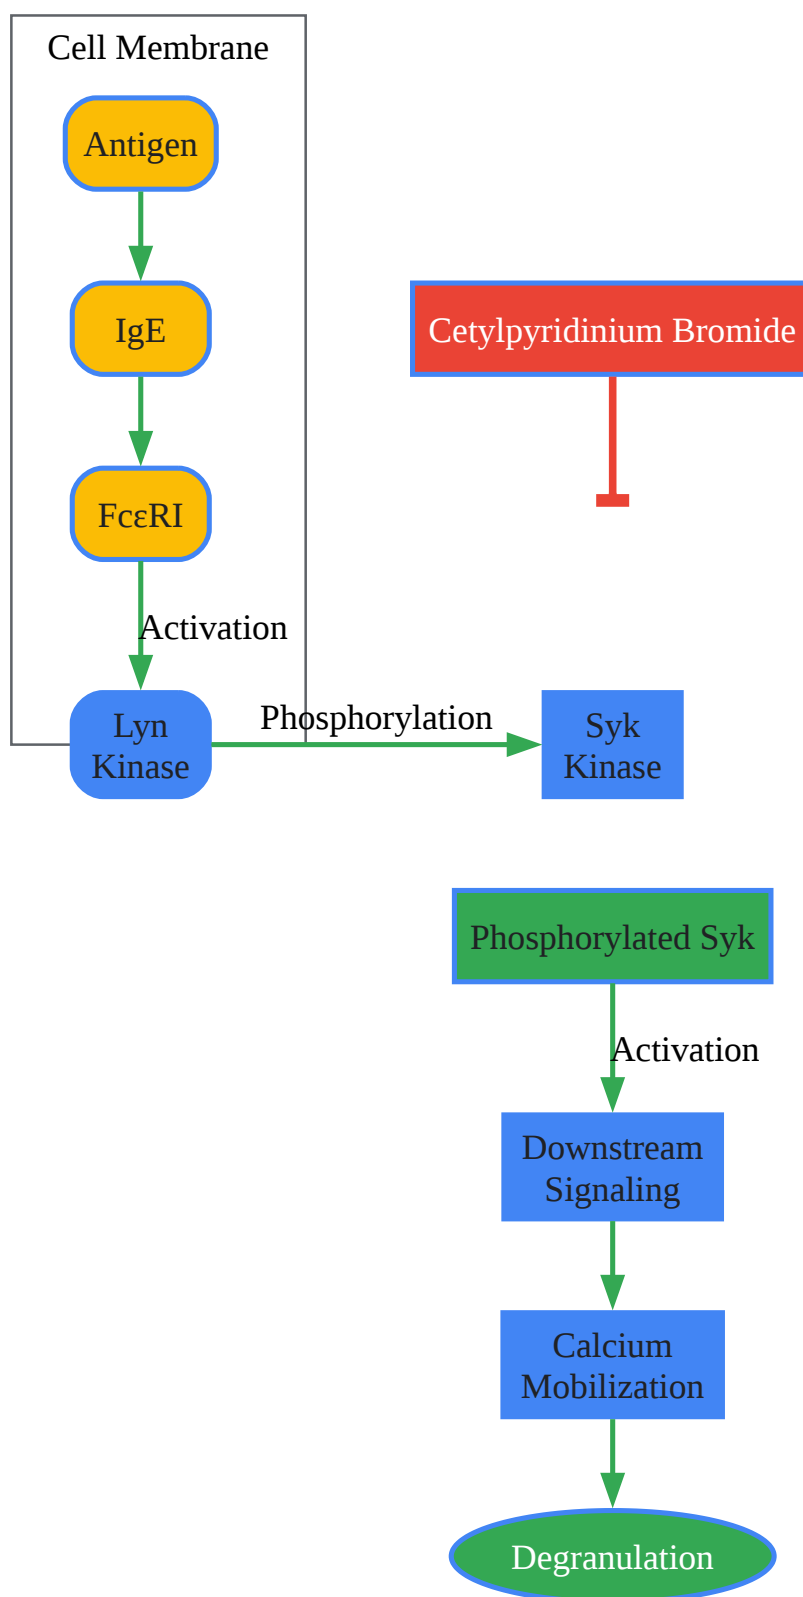 Cell Membrane
Antigen
IgE
Cetylpyridinium Bromide
FcεRI
Activation
Lyn
Kinase
Phosphorylation
Syk
Kinase
Phosphorylated Syk
Activation
Downstream
Signaling
Calcium
Mobilization
Degranulation